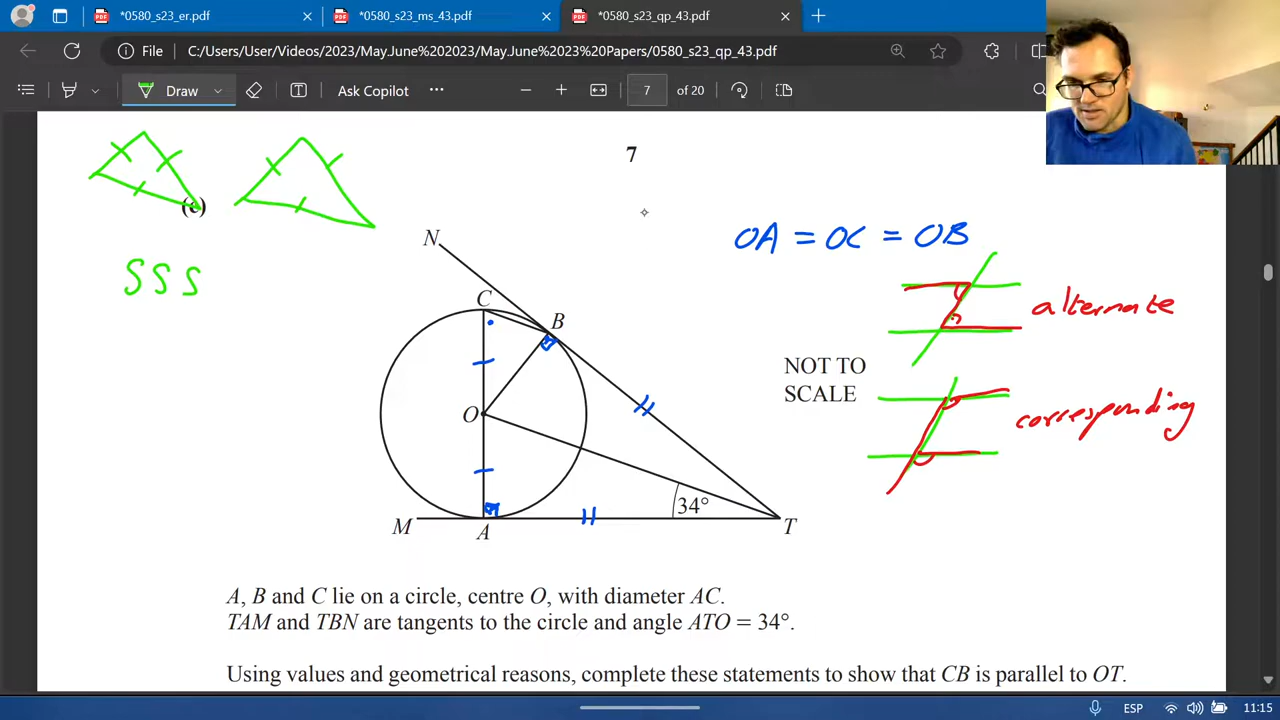 *0580_s23_er.pdf
*0580_s23_ms_43.pdf
*0580_s23_qp_43.pdf
File
C:/Users/User/Videos/2023/May.June%202023/May.June%2023%20Papers/0580_s23_qp_43.pdf
Draw
Ask Copilot
7
of 20
7
(c)
SSS
OA = OC = OB
alternate
corresponding
N
C
B
O
NOT TO
SCALE
34°
M
A
T
A, B and C lie on a circle, centre O, with diameter AC.
TAM and TBN are tangents to the circle and angle ATO = 34°.
Using values and geometrical reasons, complete these statements to show that CB is parallel to OT.
ESP
11:15